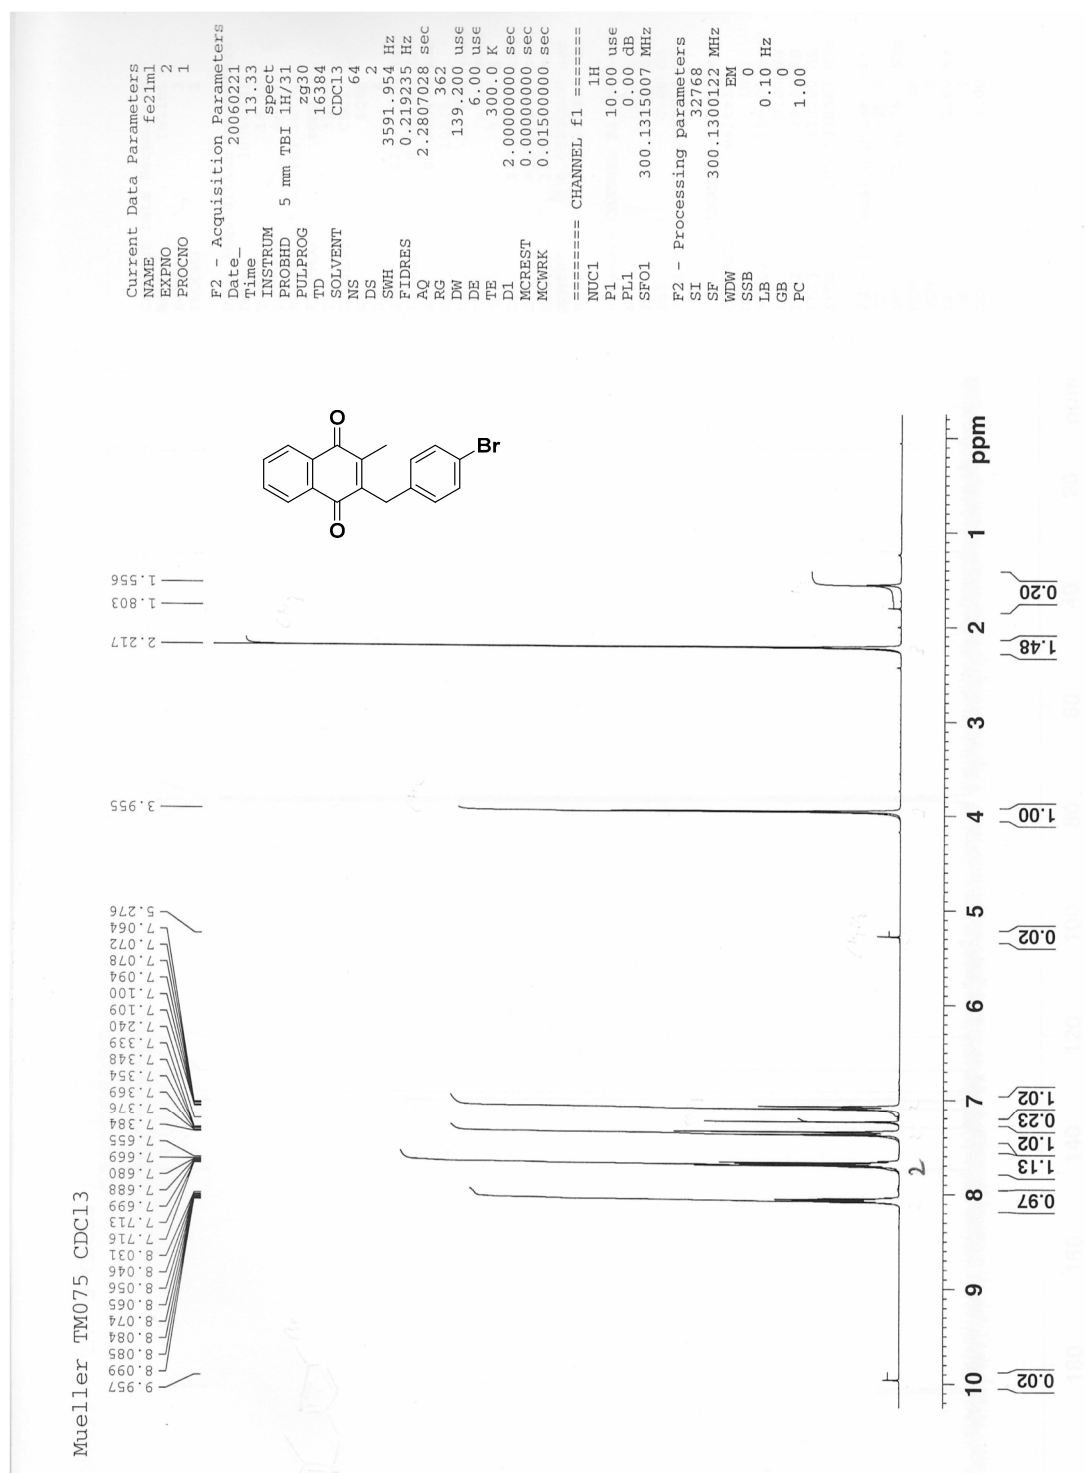 Mueller TM075 CDCl3
9.957
8.099
8.085
8.084
8.074
8.065
8.056
8.046
8.031
7.716
7.713
7.699
7.688
7.680
7.669
7.655
7.384
7.376
7.369
7.354
7.348
7.339
7.240
7.109
7.100
7.094
7.078
7.072
7.064
5.276
3.955
2.217
1.803
1.556
Current Data Parameters
NAME fe21ml
EXPNO 2
PROCNO 1
F2 - Acquisition Parameters
Date_ 20060221
Time 13.33
INSTRUM spect
PROBHD 5 mm TBI 1H/31
PULPROG zg30
TD 16384
SOLVENT CDCl3
NS 64
DS 2
SWH 3591.954 Hz
FIDRES 0.219235 Hz
AQ 2.2807028 sec
RG 362
DW 139.200 use
DE 6.00 use
TE 300.0 K
D1 2.00000000 sec
MCREST 0.00000000 sec
MCWRK 0.01500000 sec
======== CHANNEL f1 ========
NUC1 1H
P1 10.00 use
PL1 0.00 dB
SFO1 300.1315007 MHz
F2 - Processing parameters
SI 32768
SF 300.1300122 MHz
WDW EM
SSB 0
LB 0.10 Hz
GB 0
PC 1.00
O
O
Br
2
10 9 8 7 6 5 4 3 2 1 ppm
0.02
0.97
1.13
1.02
0.23
1.02
0.02
1.00
1.48
0.20